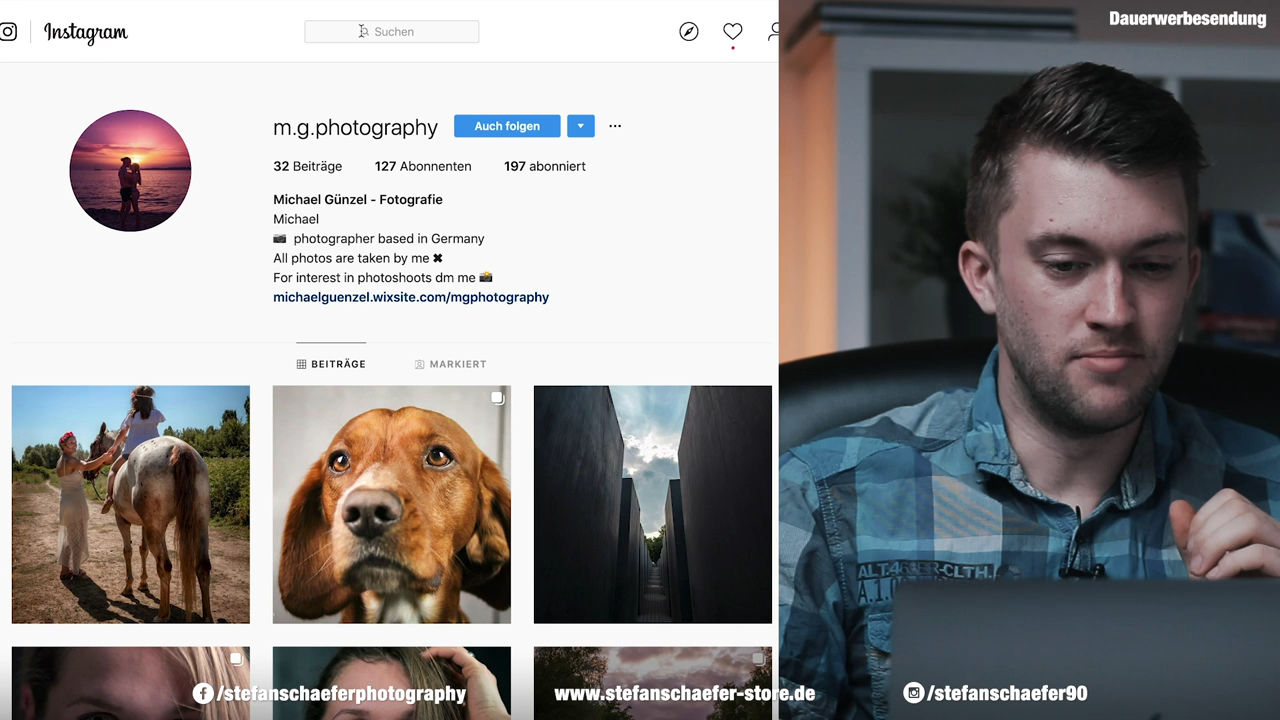 Instagram
Suchen
Dauerwerbesendung
m.g.photography
Auch folgen
32 Beiträge 127 Abonnenten 197 abonniert
Michael Günzel - Fotografie
Michael
📷 photographer based in Germany
All photos are taken by me ✖
For interest in photoshoots dm me 📸
michaelguenzel.wixsite.com/mgphotography
BEITRÄGE
MARKIERT
/stefanschaeferphotography
www.stefanschaefer-store.de
/stefanschaefer90